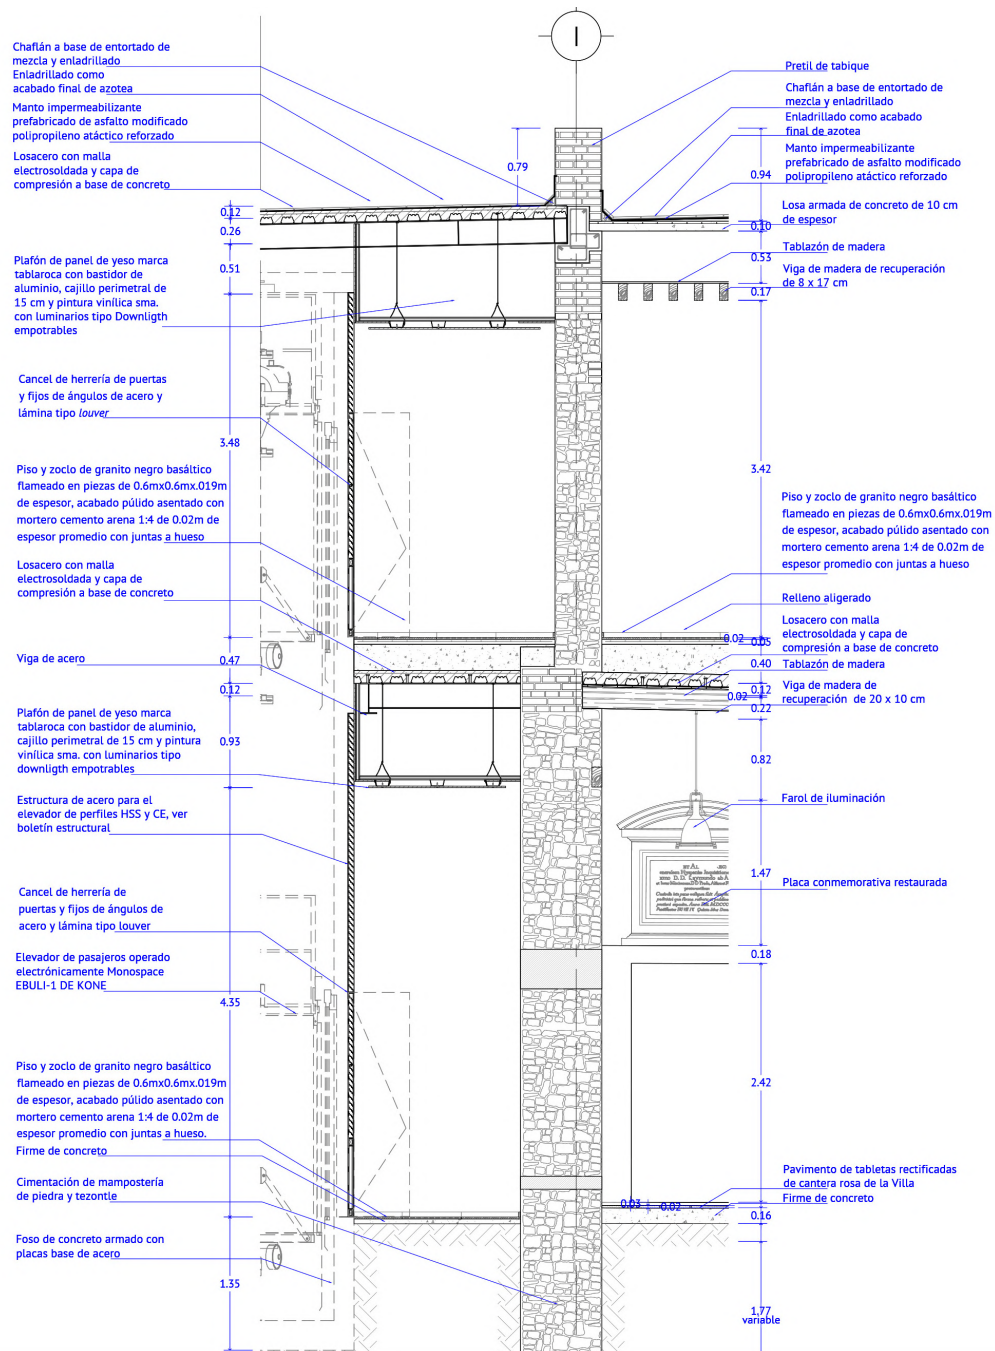 I
Chaflán a base de entortado de
mezcla y enladrillado
Enladrillado como
acabado final de azotea
Manto impermeabilizante
prefabricado de asfalto modificado
polipropileno atáctico reforzado
Losacero con malla
electrosoldada y capa de
compresión a base de concreto
Plafón de panel de yeso marca
tablaroca con bastidor de
aluminio, cajillo perimetral de
15 cm y pintura vinílica sma.
con luminarios tipo Downligth
empotrables
Cancel de herrería de puertas
y fijos de ángulos de acero y
lámina tipo louver
Piso y zoclo de granito negro basáltico
flameado en piezas de 0.6mx0.6mx.019m
de espesor, acabado púlido asentado con
mortero cemento arena 1:4 de 0.02m de
espesor promedio con juntas a hueso
Losacero con malla
electrosoldada y capa de
compresión a base de concreto
Viga de acero
Plafón de panel de yeso marca
tablaroca con bastidor de aluminio,
cajillo perimetral de 15 cm y pintura
vinílica sma. con luminarios tipo
downligth empotrables
Estructura de acero para el
elevador de perfiles HSS y CE, ver
boletín estructural
Cancel de herrería de
puertas y fijos de ángulos de
acero y lámina tipo louver
Elevador de pasajeros operado
electrónicamente Monospace
EBULI-1 DE KONE
Piso y zoclo de granito negro basáltico
flameado en piezas de 0.6mx0.6mx.019m
de espesor, acabado púlido asentado con
mortero cemento arena 1:4 de 0.02m de
espesor promedio con juntas a hueso.
Firme de concreto
Cimentación de mampostería
de piedra y tezontle
Foso de concreto armado con
placas base de acero
0.12
0.26
0.51
3.48
0.47
0.12
0.93
4.35
1.35
0.79
Pretil de tabique
Chaflán a base de entortado de
mezcla y enladrillado
Enladrillado como acabado
final de azotea
Manto impermeabilizante
prefabricado de asfalto modificado
polipropileno atáctico reforzado
Losa armada de concreto de 10 cm
de espesor
Tablazón de madera
Viga de madera de recuperación
de 8 x 17 cm
Piso y zoclo de granito negro basáltico
flameado en piezas de 0.6mx0.6mx.019m
de espesor, acabado púlido asentado con
mortero cemento arena 1:4 de 0.02m de
espesor promedio con juntas a hueso
Relleno aligerado
Losacero con malla
electrosoldada y capa de
compresión a base de concreto
Tablazón de madera
Viga de madera de
recuperación de 20 x 10 cm
Farol de iluminación
Placa conmemorativa restaurada
Pavimento de tabletas rectificadas
de cantera rosa de la Villa
Firme de concreto
0.94
0.10
0.53
0.17
3.42
0.02
0.05
0.40
0.12
0.02
0.22
0.82
1.47
0.18
2.42
0.03
0.02
0.16
1.77
variable